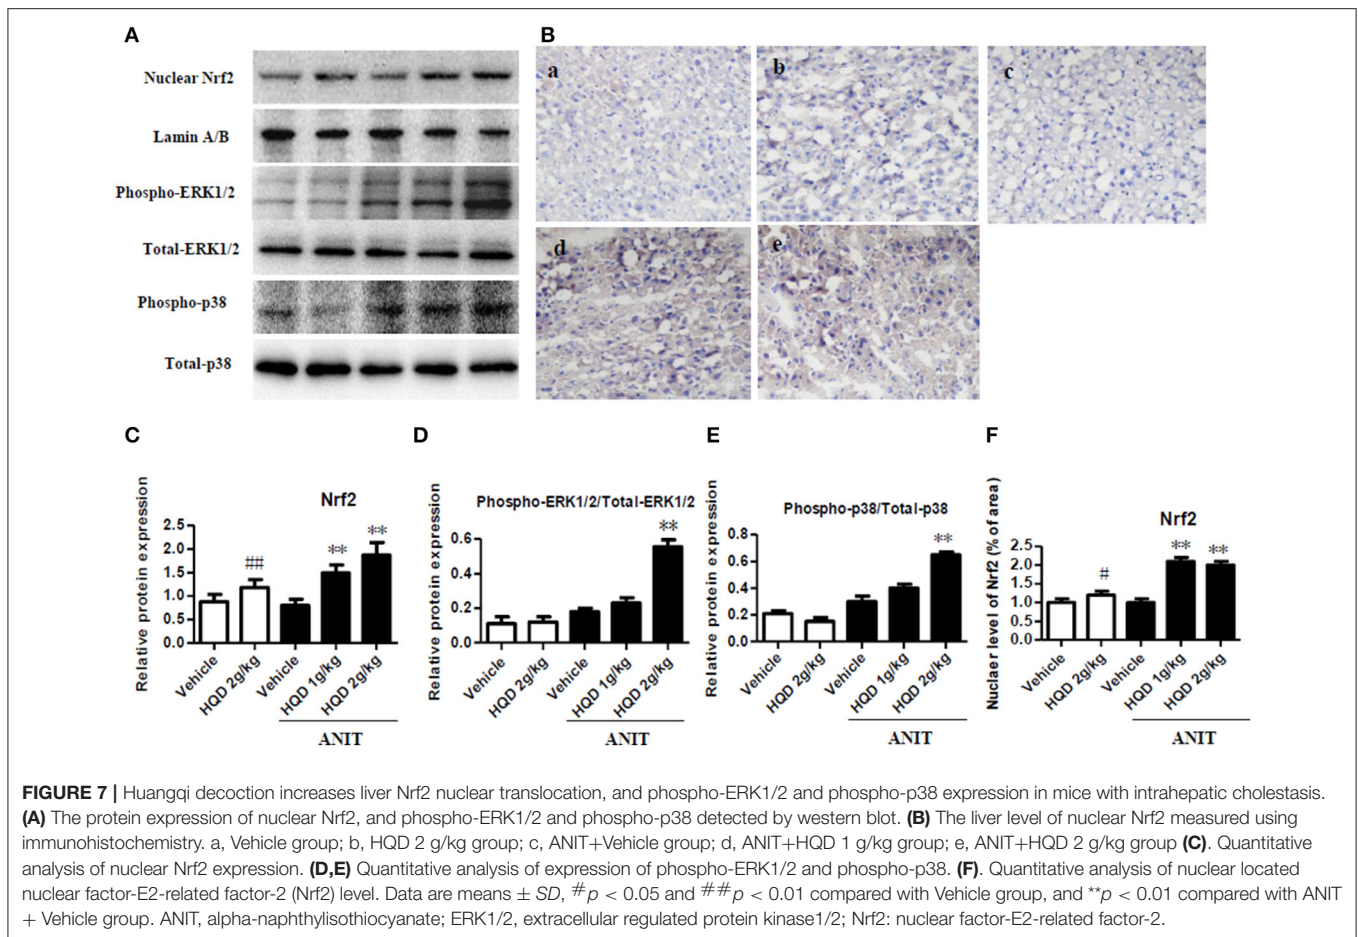 A
B
Nuclear Nrf2
Lamin A/B
Phospho-ERK1/2
Total-ERK1/2
Phospho-p38
Total-p38
a
b
c
d
e
C
Nrf2
Relative protein expression
2.5
2.0
1.5
1.0
0.5
0.0
##
**
**
Vehicle
HQD 2g/kg
Vehicle
HQD 1g/kg
HQD 2g/kg
ANIT
D
Phospho-ERK1/2/Total-ERK1/2
Relative protein expression
0.6
0.4
0.2
0.0
**
Vehicle
HQD 2g/kg
Vehicle
HQD 1g/kg
HQD 2g/kg
ANIT
E
Phospho-p38/Total-p38
Relative protein expression
0.8
0.6
0.4
0.2
0.0
**
Vehicle
HQD 2g/kg
Vehicle
HQD 1g/kg
HQD 2g/kg
ANIT
F
Nrf2
Nuclaer level of Nrf2 (% of area)
2.5
2.0
1.5
1.0
0.5
0.0
#
**
**
Vehicle
HQD 2g/kg
Vehicle
HQD 1g/kg
HQD 2g/kg
ANIT
FIGURE 7 | Huangqi decoction increases liver Nrf2 nuclear translocation, and phospho-ERK1/2 and phospho-p38 expression in mice with intrahepatic cholestasis.
(A) The protein expression of nuclear Nrf2, and phospho-ERK1/2 and phospho-p38 detected by western blot. (B) The liver level of nuclear Nrf2 measured using
immunohistochemistry. a, Vehicle group; b, HQD 2 g/kg group; c, ANIT+Vehicle group; d, ANIT+HQD 1 g/kg group; e, ANIT+HQD 2 g/kg group (C). Quantitative
analysis of nuclear Nrf2 expression. (D,E) Quantitative analysis of expression of phospho-ERK1/2 and phospho-p38. (F). Quantitative analysis of nuclear located
nuclear factor-E2-related factor-2 (Nrf2) level. Data are means ± SD, #p < 0.05 and ##p < 0.01 compared with Vehicle group, and **p < 0.01 compared with ANIT
+ Vehicle group. ANIT, alpha-naphthylisothiocyanate; ERK1/2, extracellular regulated protein kinase1/2; Nrf2: nuclear factor-E2-related factor-2.